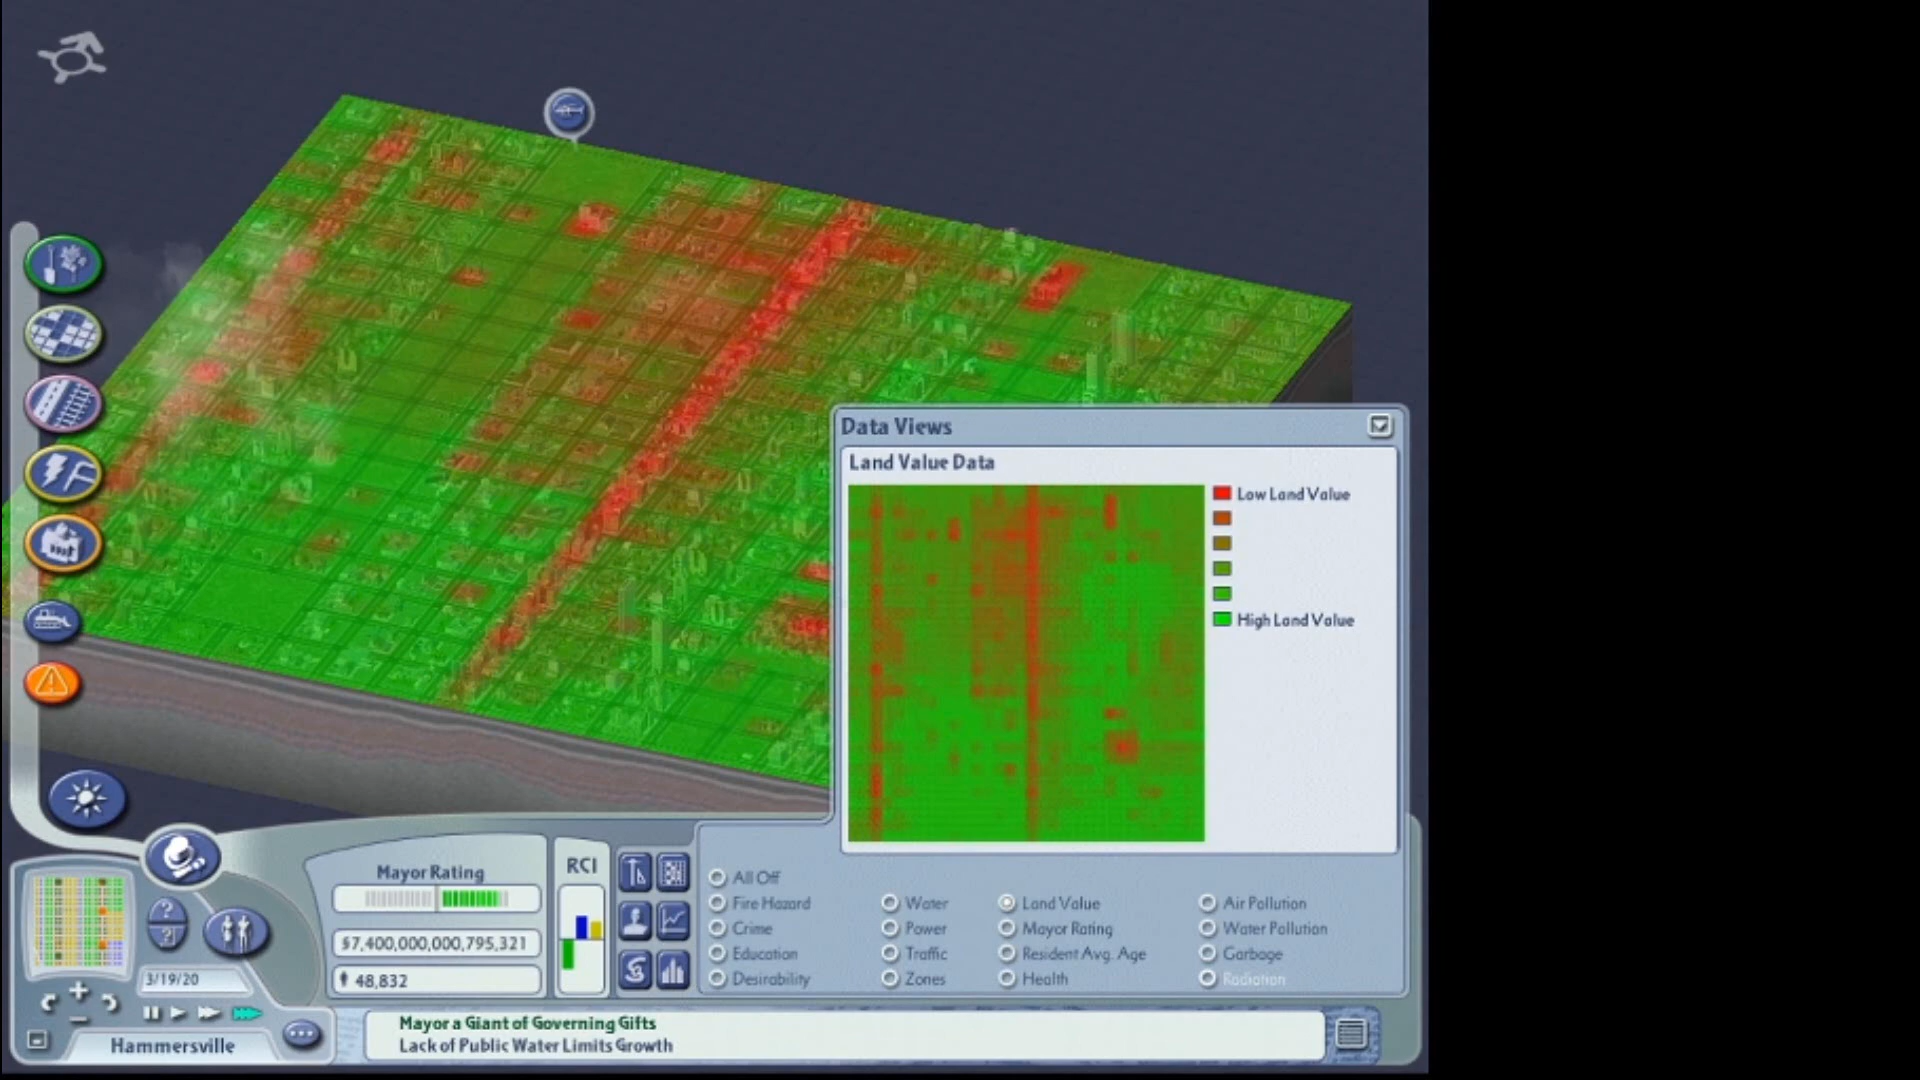 Data Views
Land Value Data
Low Land Value
High Land Value
Mayor Rating
§7,400,000,000,795,321
48,832
RCI
All Off
Fire Hazard
Crime
Education
Desirability
Water
Power
Traffic
Zones
Land Value
Mayor Rating
Resident Avg. Age
Health
Air Pollution
Water Pollution
Garbage
Radiation
3/19/20
Hammersville
Mayor a Giant of Governing Gifts
Lack of Public Water Limits Growth